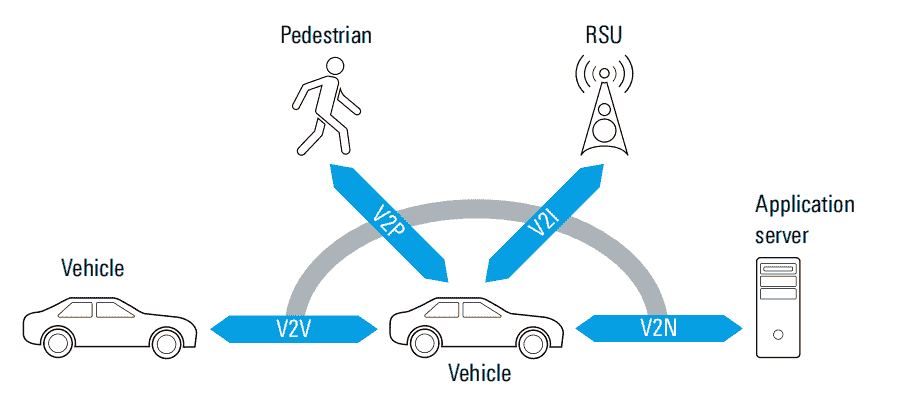 Pedestrian
RSU
V2P
V2I
Application
server
Vehicle
V2V
V2N
Vehicle